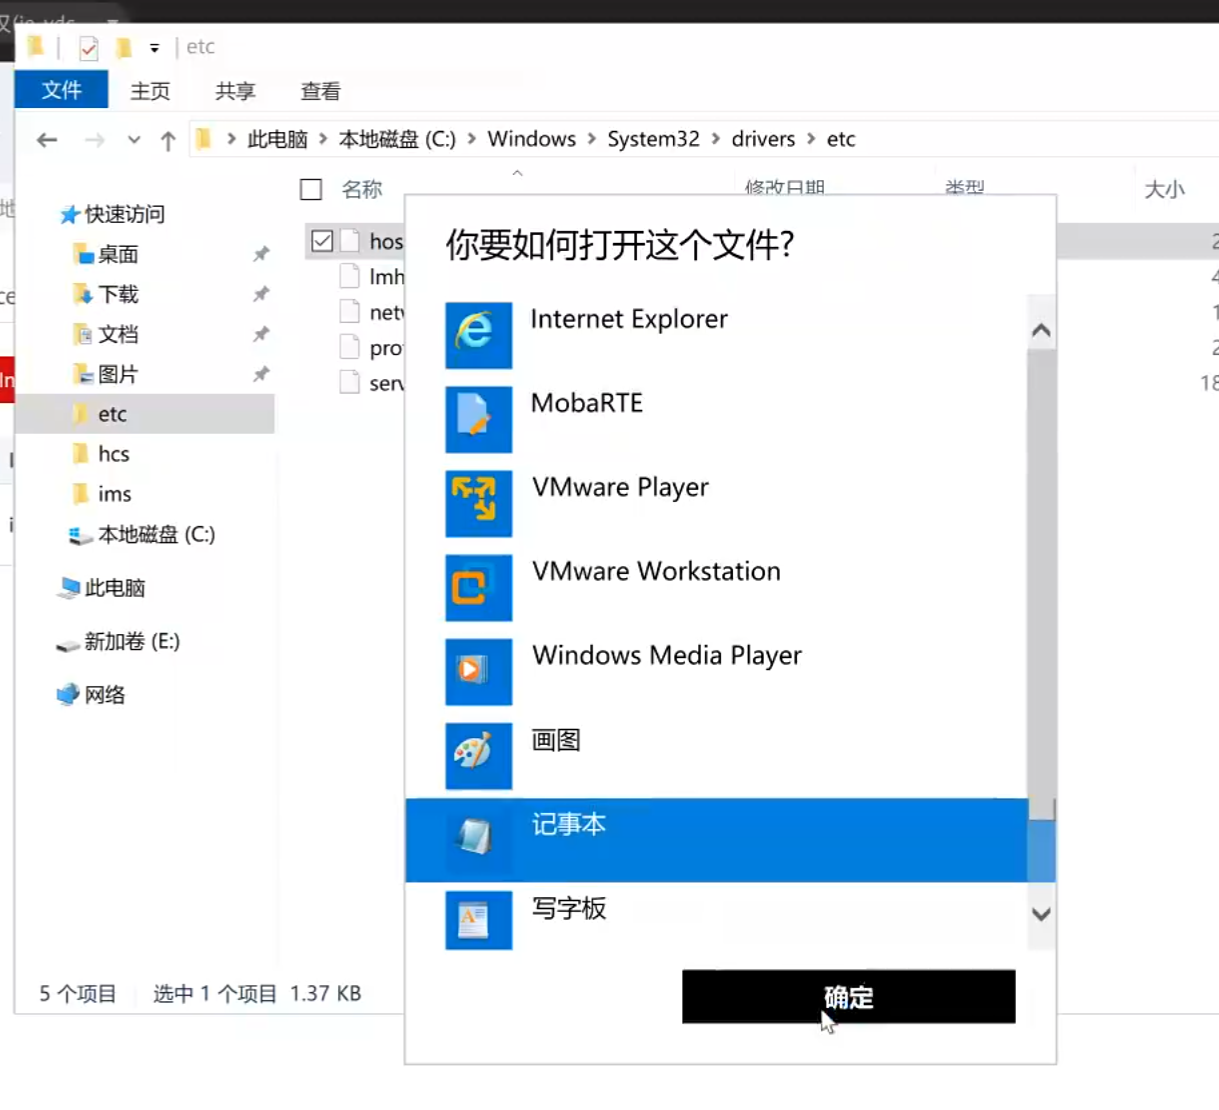 etc
文件 主页 共享 查看
此电脑 > 本地磁盘 (C:) > Windows > System32 > drivers > etc
名称 修改日期 类型 大小
快速访问
桌面
下载
文档
图片
etc
hcs
ims
本地磁盘 (C:)
此电脑
新加卷 (E:)
网络
hos
lmh
net
pro
serv
18
你要如何打开这个文件?
Internet Explorer
MobaRTE
VMware Player
VMware Workstation
Windows Media Player
画图
记事本
写字板
确定
5 个项目 选中 1 个项目 1.37 KB